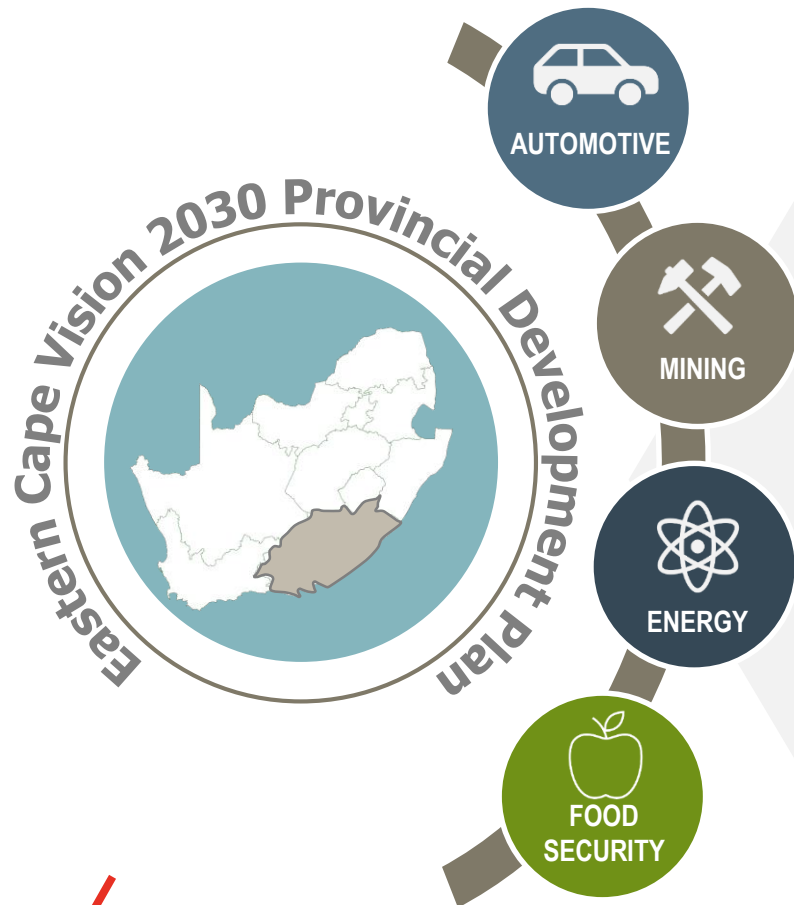 Eastern Cape Vision 2030 Provincial Development Plan
AUTOMOTIVE
MINING
ENERGY
FOOD
SECURITY